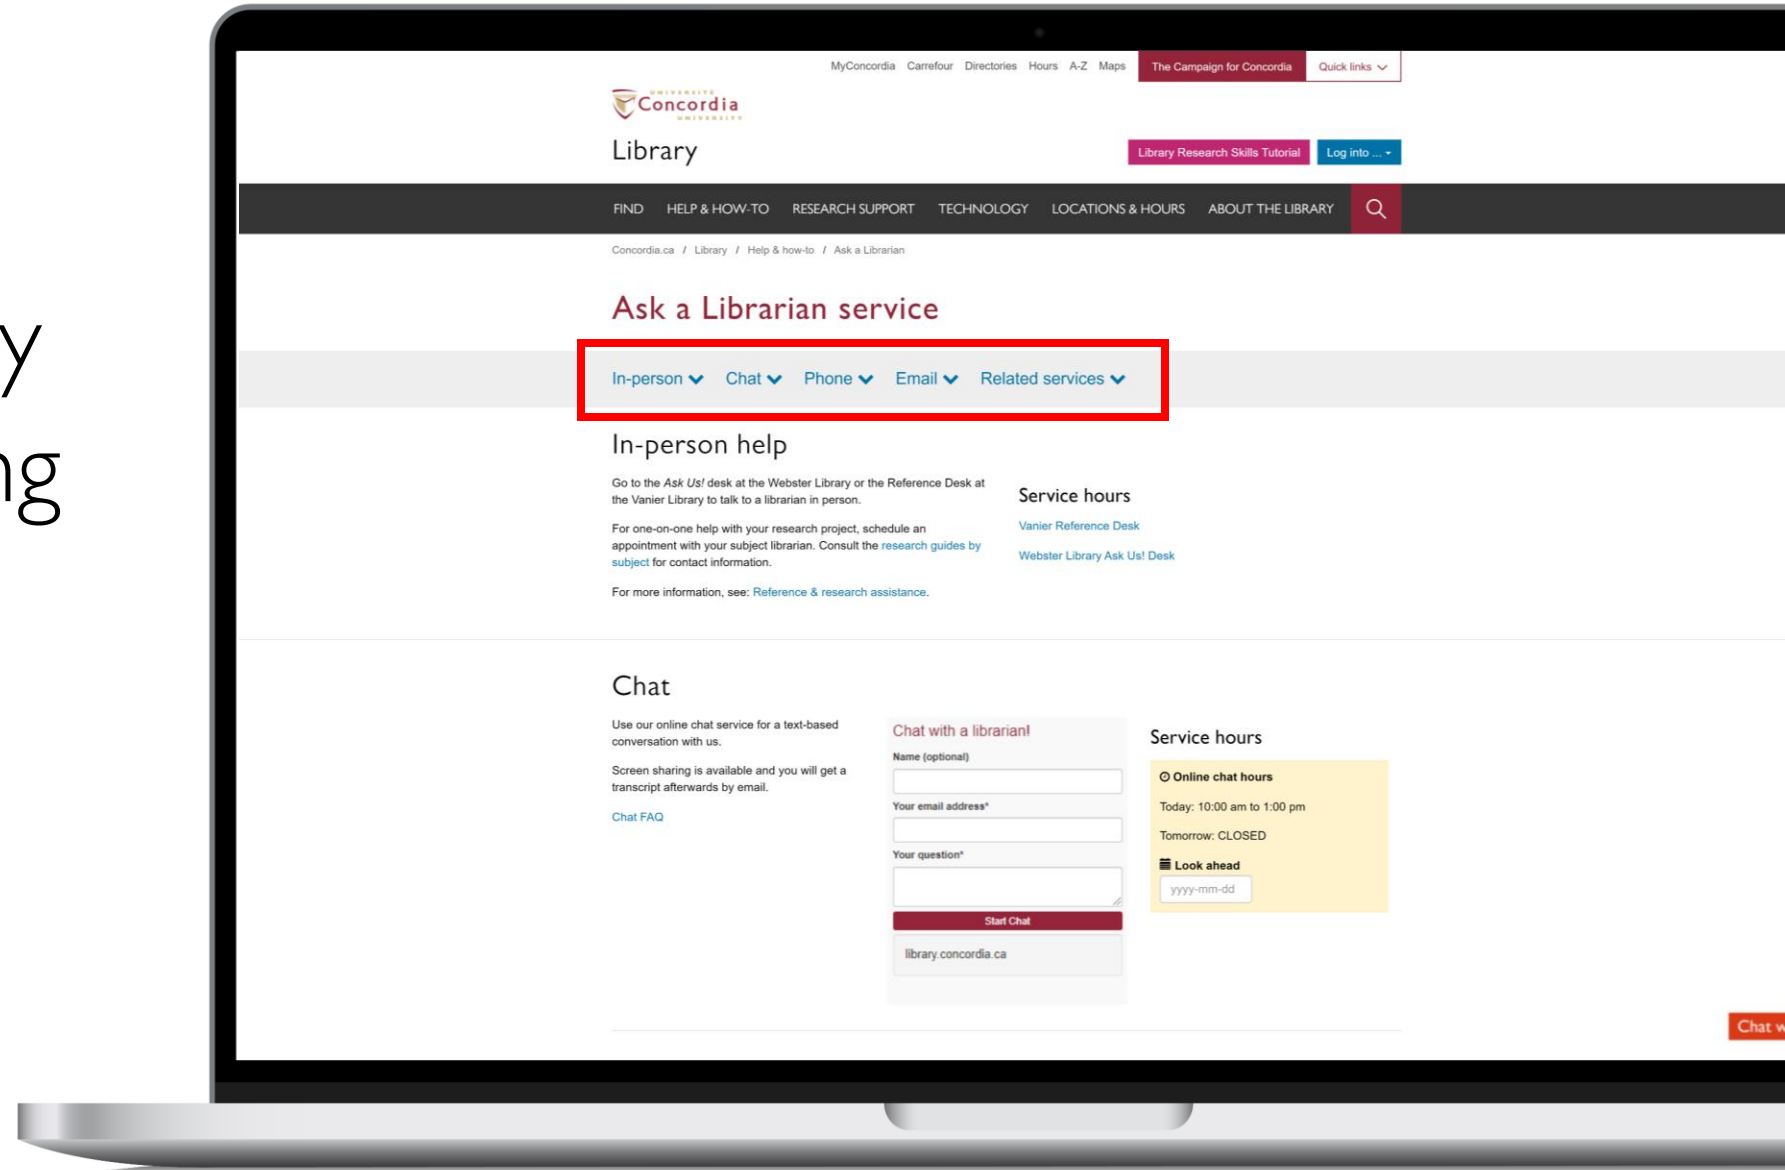 y
ng
MyConcordia Carrefour Directories Hours A-Z Maps The Campaign for Concordia Quick links
UNIVERSITÉ
Concordia
UNIVERSITY
Library
Library Research Skills Tutorial Log into ...
FIND HELP & HOW-TO RESEARCH SUPPORT TECHNOLOGY LOCATIONS & HOURS ABOUT THE LIBRARY
Concordia.ca / Library / Help & how-to / Ask a Librarian
Ask a Librarian service
In-person Chat Phone Email Related services
In-person help
Go to the Ask Us! desk at the Webster Library or the Reference Desk at
the Vanier Library to talk to a librarian in person.
For one-on-one help with your research project, schedule an
appointment with your subject librarian. Consult the research guides by
subject for contact information.
For more information, see: Reference & research assistance.
Service hours
Vanier Reference Desk
Webster Library Ask Us! Desk
Chat
Use our online chat service for a text-based
conversation with us.
Screen sharing is available and you will get a
transcript afterwards by email.
Chat FAQ
Chat with a librarian!
Name (optional)
Your email address*
Your question*
Start Chat
library.concordia.ca
Service hours
Online chat hours
Today: 10:00 am to 1:00 pm
Tomorrow: CLOSED
Look ahead
yyyy-mm-dd
Chat w